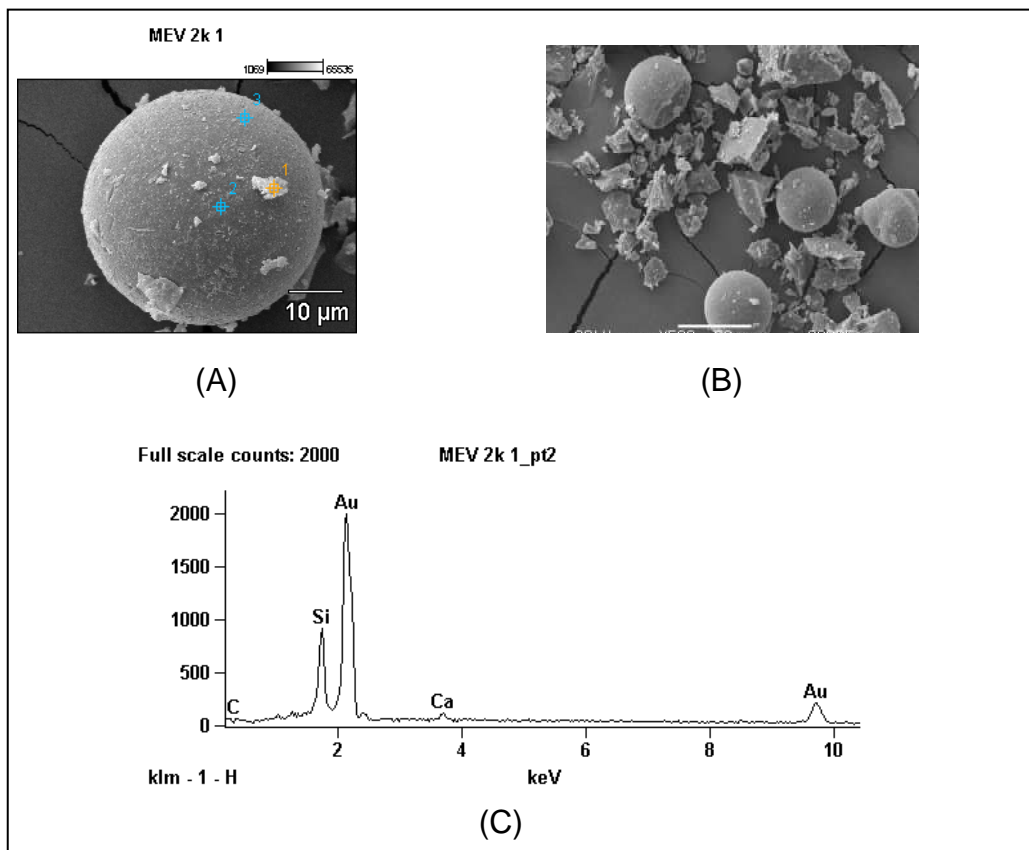 MEV 2k 1
1069 65535
3
1
2
10 µm
(A)
(B)
Full scale counts: 2000
MEV 2k 1_pt2
2000
1500
1000
500
0
Au
Si
C
Ca
Au
2 4 6 8 10
klm - 1 - H
keV
(C)